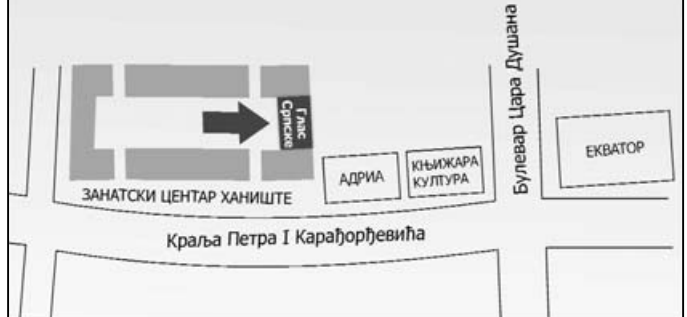 Глас
Српске
Булевар Цара Душана
ЕКВАТОР
КЊИЖАРА
КУЛТУРА
АДРИА
ЗАНАТСКИ ЦЕНТАР ХАНИШТЕ
Краља Петра I Карађорђевића